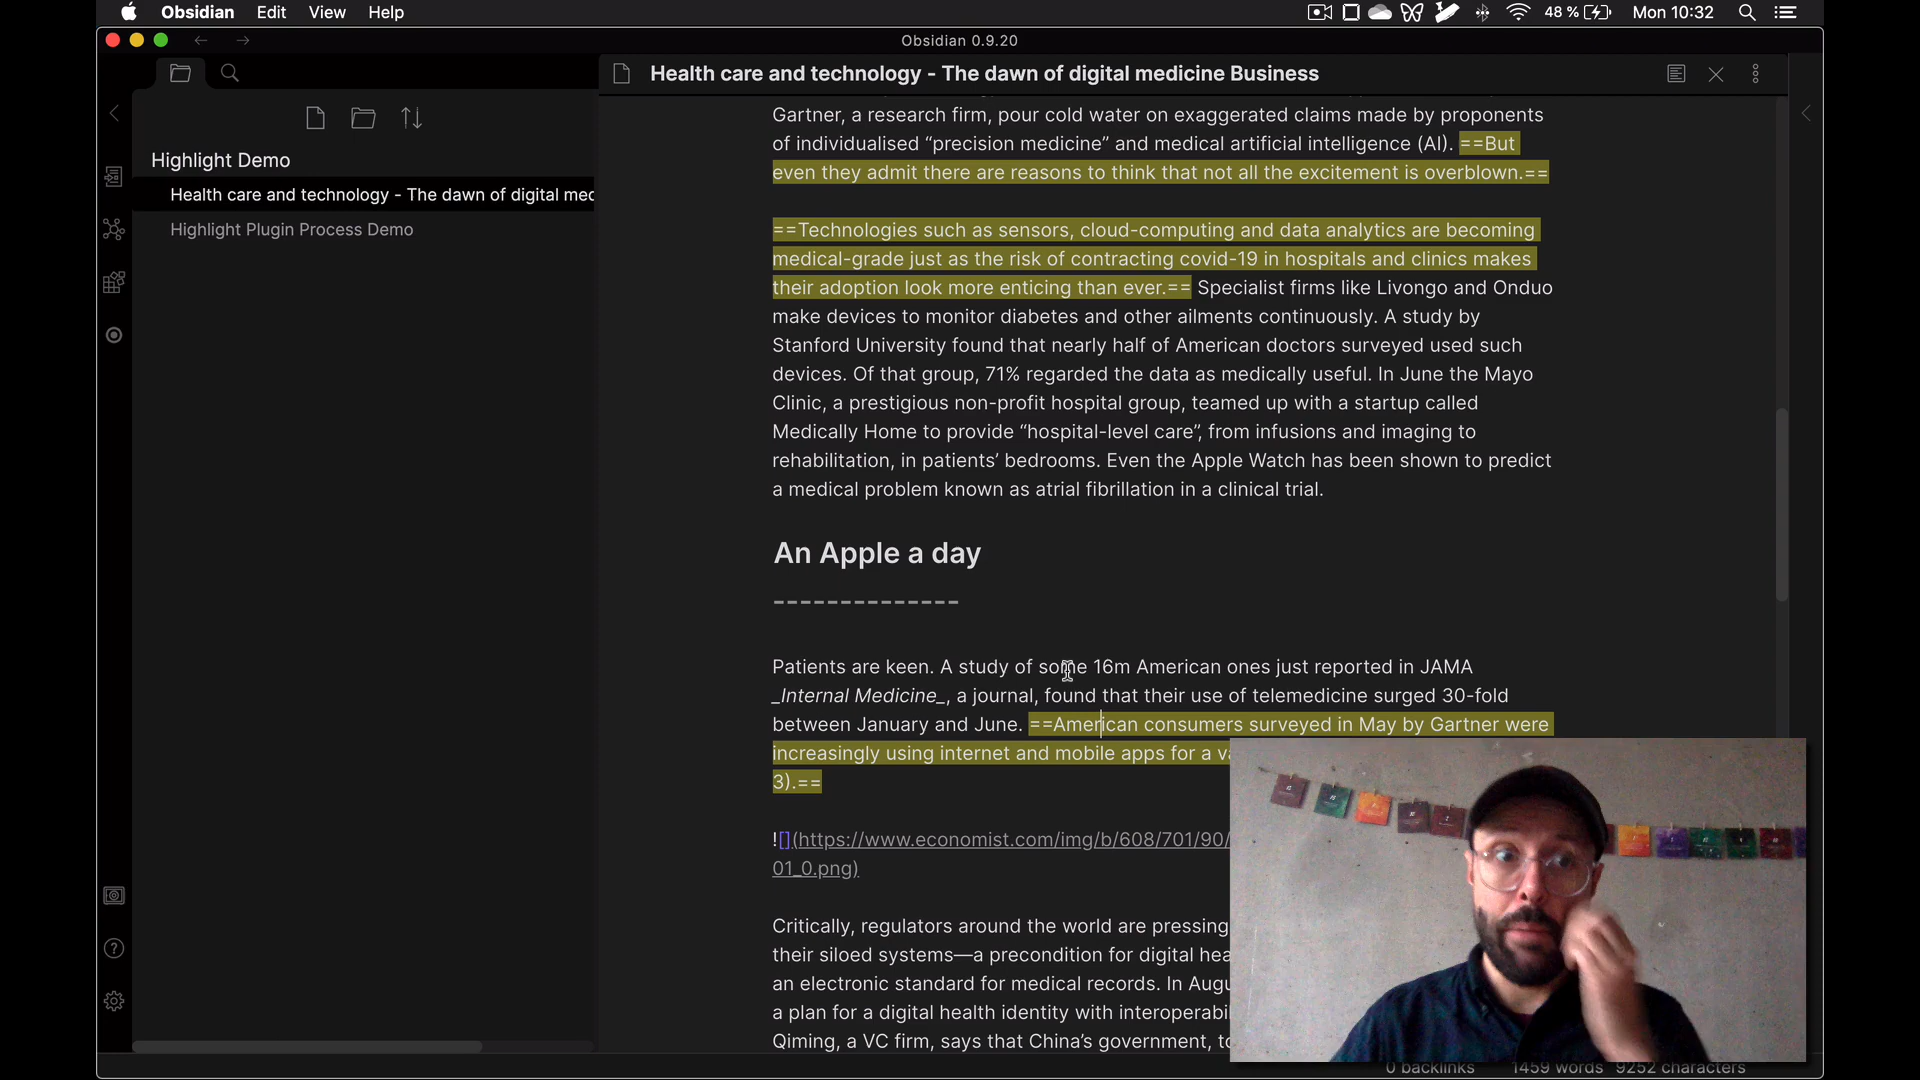 Obsidian Edit View Help 48 % Mon 10:32
Obsidian 0.9.20
Health care and technology - The dawn of digital medicine Business
Highlight Demo
Health care and technology - The dawn of digital med
Highlight Plugin Process Demo
Gartner, a research firm, pour cold water on exaggerated claims made by proponents
of individualised “precision medicine” and medical artificial intelligence (AI). ==But
even they admit there are reasons to think that not all the excitement is overblown.==
==Technologies such as sensors, cloud-computing and data analytics are becoming
medical-grade just as the risk of contracting covid-19 in hospitals and clinics makes
their adoption look more enticing than ever.== Specialist firms like Livongo and Onduo
make devices to monitor diabetes and other ailments continuously. A study by
Stanford University found that nearly half of American doctors surveyed used such
devices. Of that group, 71% regarded the data as medically useful. In June the Mayo
Clinic, a prestigious non-profit hospital group, teamed up with a startup called
Medically Home to provide “hospital-level care”, from infusions and imaging to
rehabilitation, in patients’ bedrooms. Even the Apple Watch has been shown to predict
a medical problem known as atrial fibrillation in a clinical trial.
An Apple a day
--------------
Patients are keen. A study of some 16m American ones just reported in JAMA
_Internal Medicine_, a journal, found that their use of telemedicine surged 30-fold
between January and June. ==American consumers surveyed in May by Gartner were
increasingly using internet and mobile apps for a va
3).==
![](https://www.economist.com/img/b/608/701/90/
01_0.png)
Critically, regulators around the world are pressing
their siloed systems—a precondition for digital hea
an electronic standard for medical records. In Augu
a plan for a digital health identity with interoperabi
Qiming, a VC firm, says that China’s government, to
0 backlinks 1459 words 9252 characters